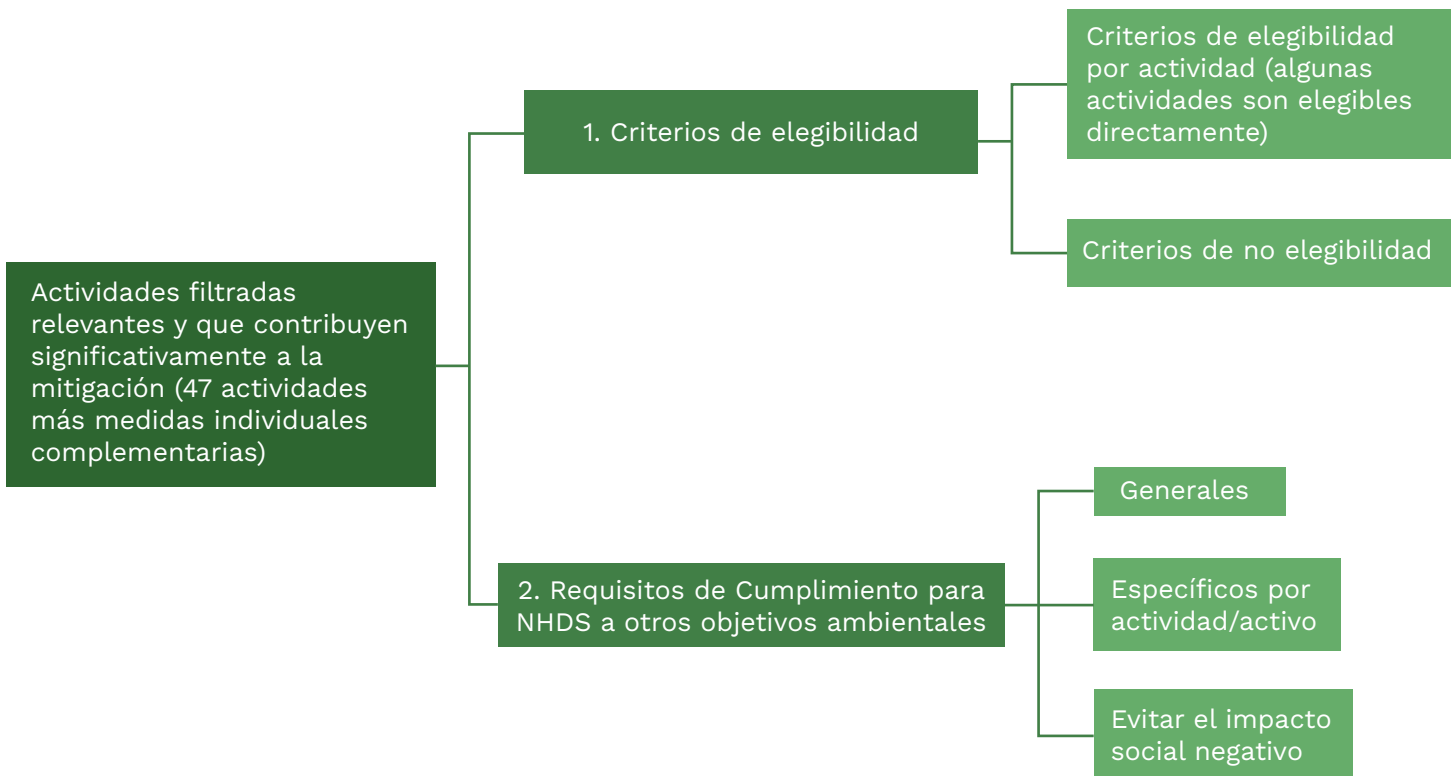 Actividades filtradas
relevantes y que contribuyen
significativamente a la
mitigación (47 actividades
más medidas individuales
complementarias)
1. Criterios de elegibilidad
Criterios de elegibilidad
por actividad (algunas
actividades son elegibles
directamente)
Criterios de no elegibilidad
2. Requisitos de Cumplimiento para
NHDS a otros objetivos ambientales
Generales
Específicos por
actividad/activo
Evitar el impacto
social negativo